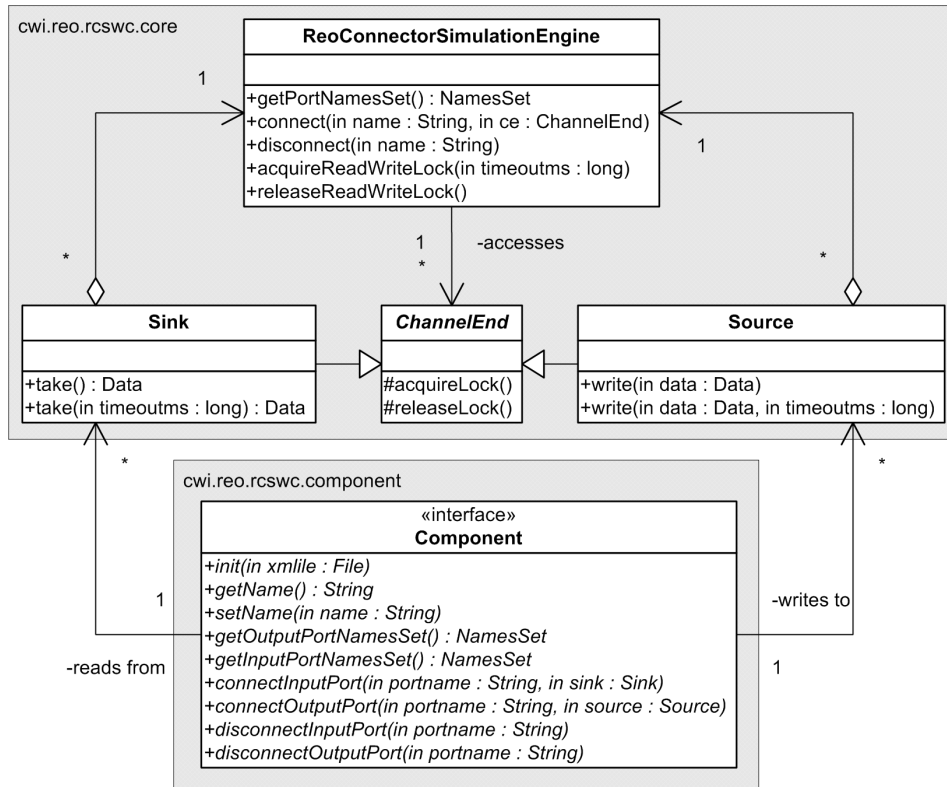 cwi.reo.rcswc.core
ReoConnectorSimulationEngine
+getPortNamesSet() : NamesSet
+connect(in name : String, in ce : ChannelEnd)
+disconnect(in name : String)
+acquireReadWriteLock(in timeoutms : long)
+releaseReadWriteLock()
1
1
*
1
-accesses
*
*
Sink
+take() : Data
+take(in timeoutms : long) : Data
ChannelEnd
#acquireLock()
#releaseLock()
Source
+write(in data : Data)
+write(in data : Data, in timeoutms : long)
*
*
cwi.reo.rcswc.component
«interface»
Component
+init(in xmlile : File)
+getName() : String
+setName(in name : String)
+getOutputPortNamesSet() : NamesSet
+getInputPortNamesSet() : NamesSet
+connectInputPort(in portname : String, in sink : Sink)
+connectOutputPort(in portname : String, in source : Source)
+disconnectInputPort(in portname : String)
+disconnectOutputPort(in portname : String)
1
-reads from
-writes to
1